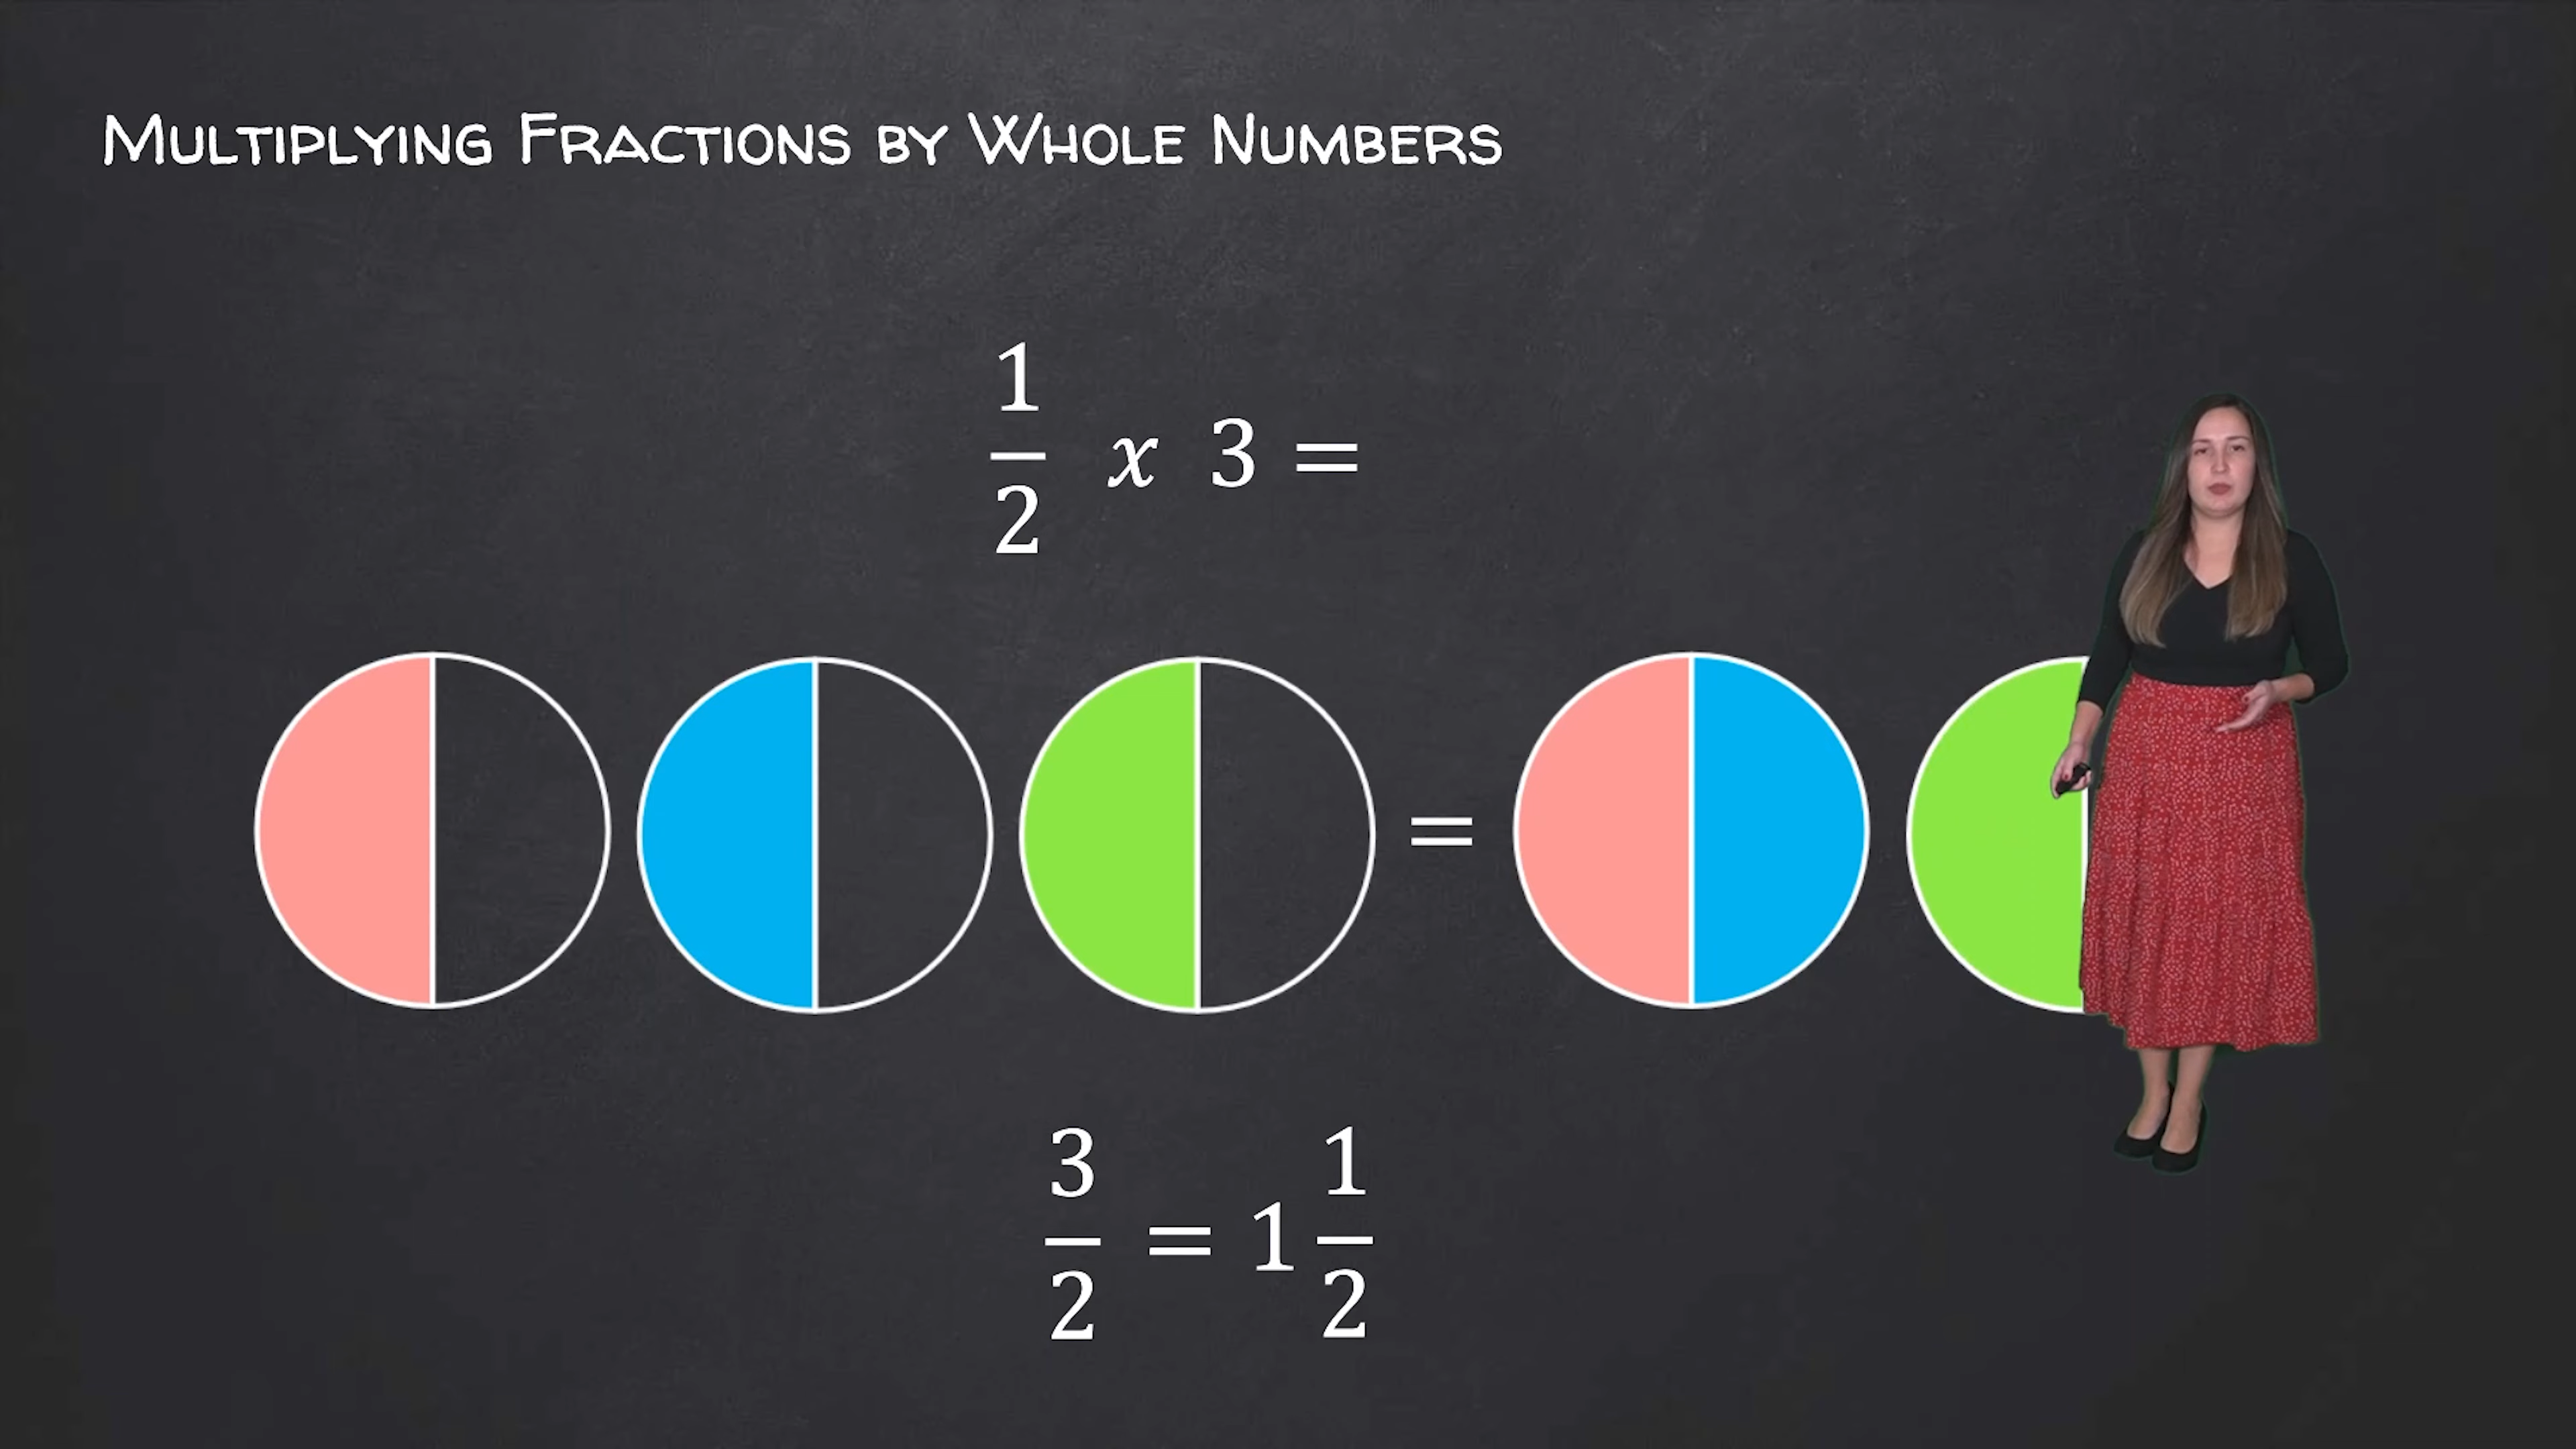 Multiplying Fractions by Whole Numbers
1/2 x 3 =
=
3/2 = 1 1/2